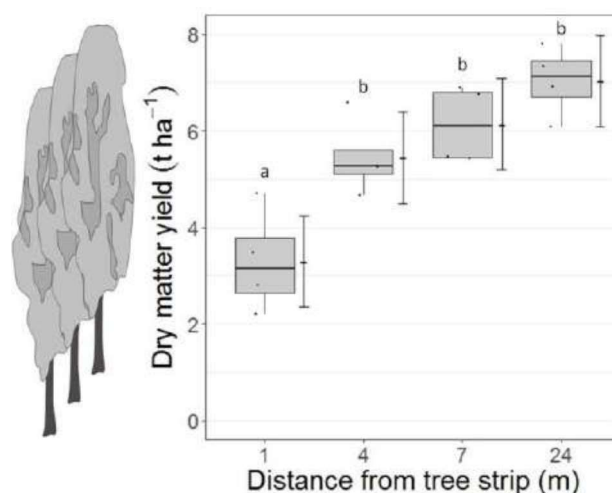 8
6
4
2
0
Dry matter yield (t ha⁻¹)
a
b
b
b
1 4 7 24
Distance from tree strip (m)